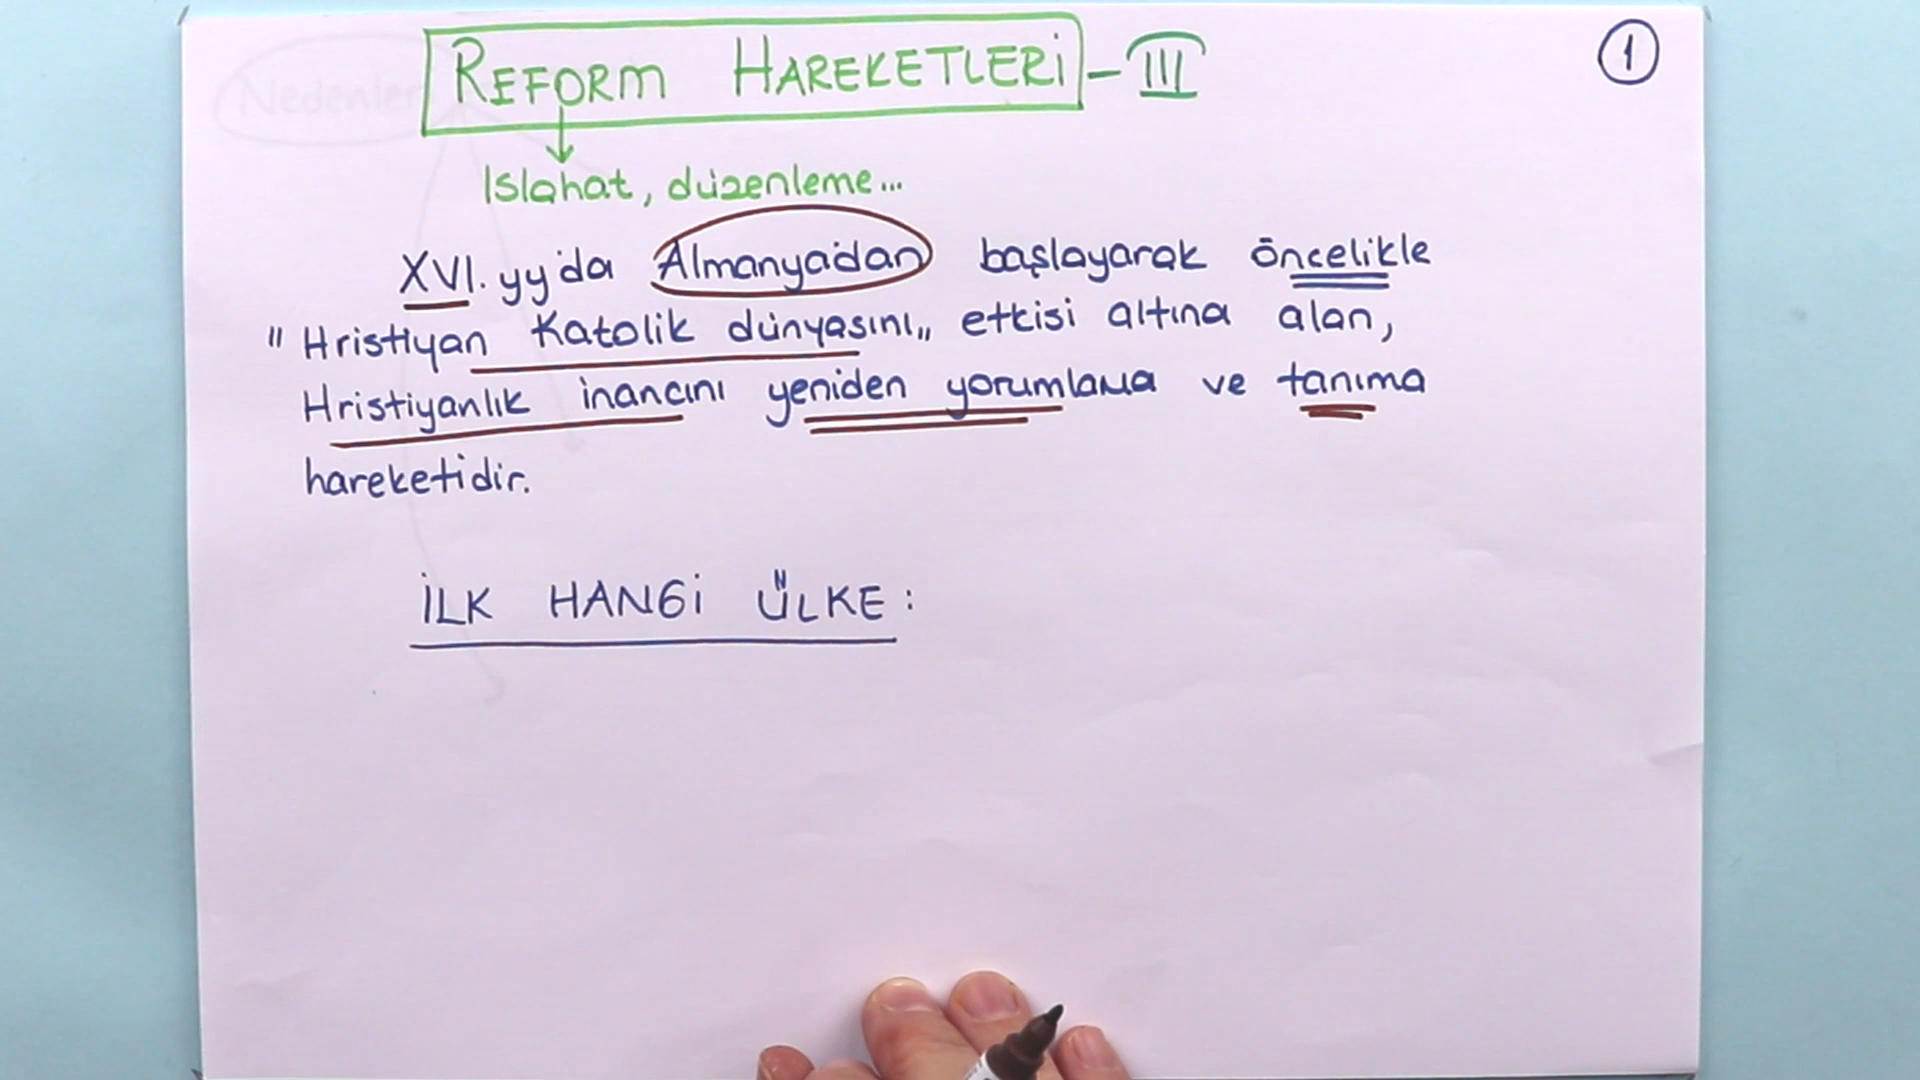 REFORM HAREKETLERİ - III
1
Nedenler
Islahat, düzenleme...
XVI. yy'da Almanya'dan başlayarak öncelikle
"Hristiyan Katolik dünyasını" etkisi altına alan,
Hristiyanlık inancını yeniden yorumlama ve tanıma
hareketidir.
İLK HANGİ ÜLKE: